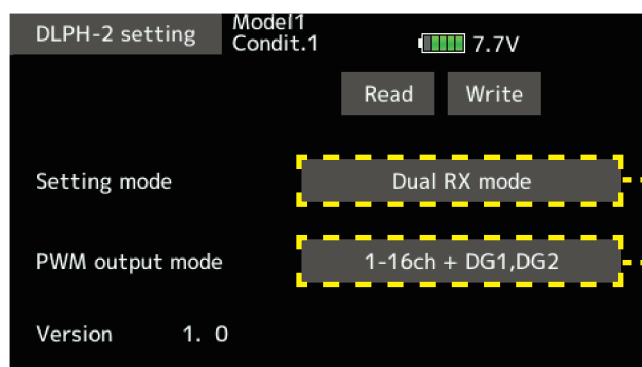 DLPH-2 setting
Model1
Condit.1
7.7V
Read Write
Setting mode Dual RX mode
PWM output mode 1-16ch + DG1,DG2
Version 1. 0